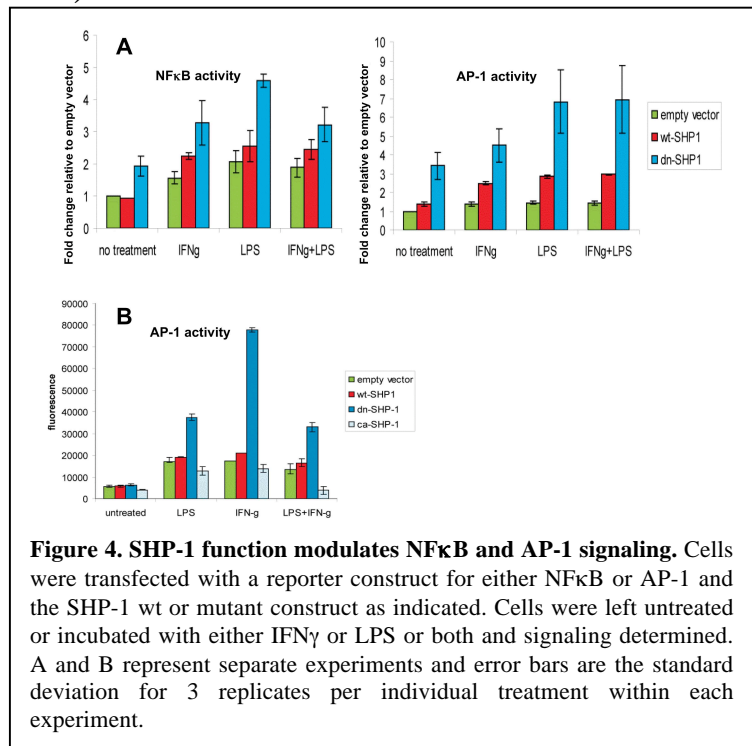 A
NFκB activity
Fold change relative to empty vector
6
5
4
3
2
1
0
no treatment IFNg LPS IFNg+LPS
AP-1 activity
Fold change relative to empty vector
10
9
8
7
6
5
4
3
2
1
0
no treatment IFNg LPS IFNg+LPS
empty vector
wt-SHP1
dn-SHP1
B
AP-1 activity
fluorescence
90000
80000
70000
60000
50000
40000
30000
20000
10000
0
untreated LPS IFN-g LPS+IFN-g
empty vector
wt-SHP1
dn-SHP-1
ca-SHP-1
Figure 4. SHP-1 function modulates NFκB and AP-1 signaling. Cells
were transfected with a reporter construct for either NFκB or AP-1 and
the SHP-1 wt or mutant construct as indicated. Cells were left untreated
or incubated with either IFNγ or LPS or both and signaling determined.
A and B represent separate experiments and error bars are the standard
deviation for 3 replicates per individual treatment within each
experiment.